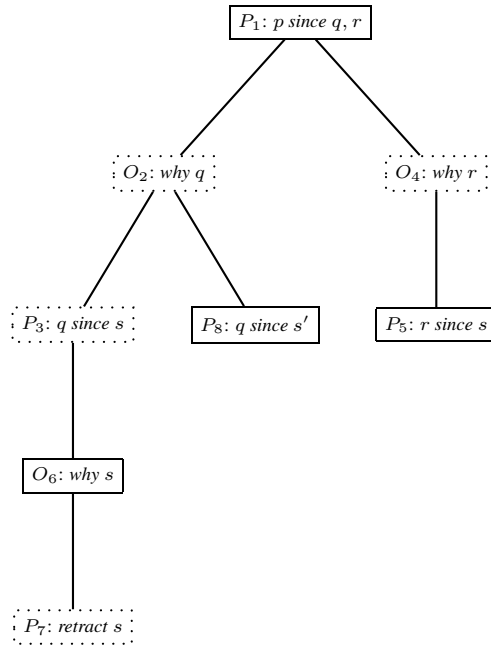 P₁: p since q, r
O₂: why q
O₄: why r
P₃: q since s
P₈: q since s′
P₅: r since s
O₆: why s
P₇: retract s